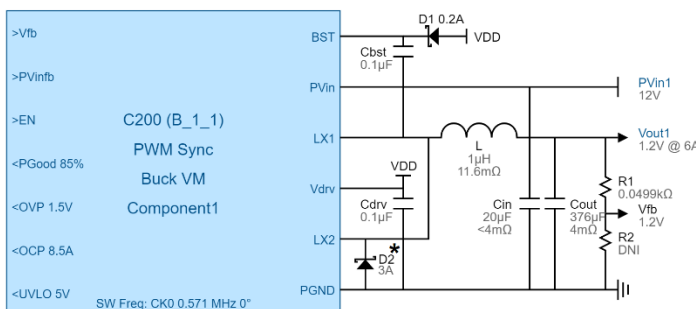 >Vfb
>PVinfb
>EN
<PGood 85%
<OVP 1.5V
<OCP 8.5A
<UVLO 5V
C200 (B_1_1)
PWM Sync
Buck VM
Component1
SW Freq: CK0 0.571 MHz 0°
BST
PVin
LX1
Vdrv
LX2
PGND
D1 0.2A
VDD
Cbst
0.1µF
PVin1
12V
L
1µH
11.6mΩ
Vout1
1.2V @ 6A
VDD
Cdrv
0.1µF
Cin
20µF
<4mΩ
Cout
376µF
4mΩ
R1
0.0499kΩ
Vfb
1.2V
R2
DNI
*
D2
3A